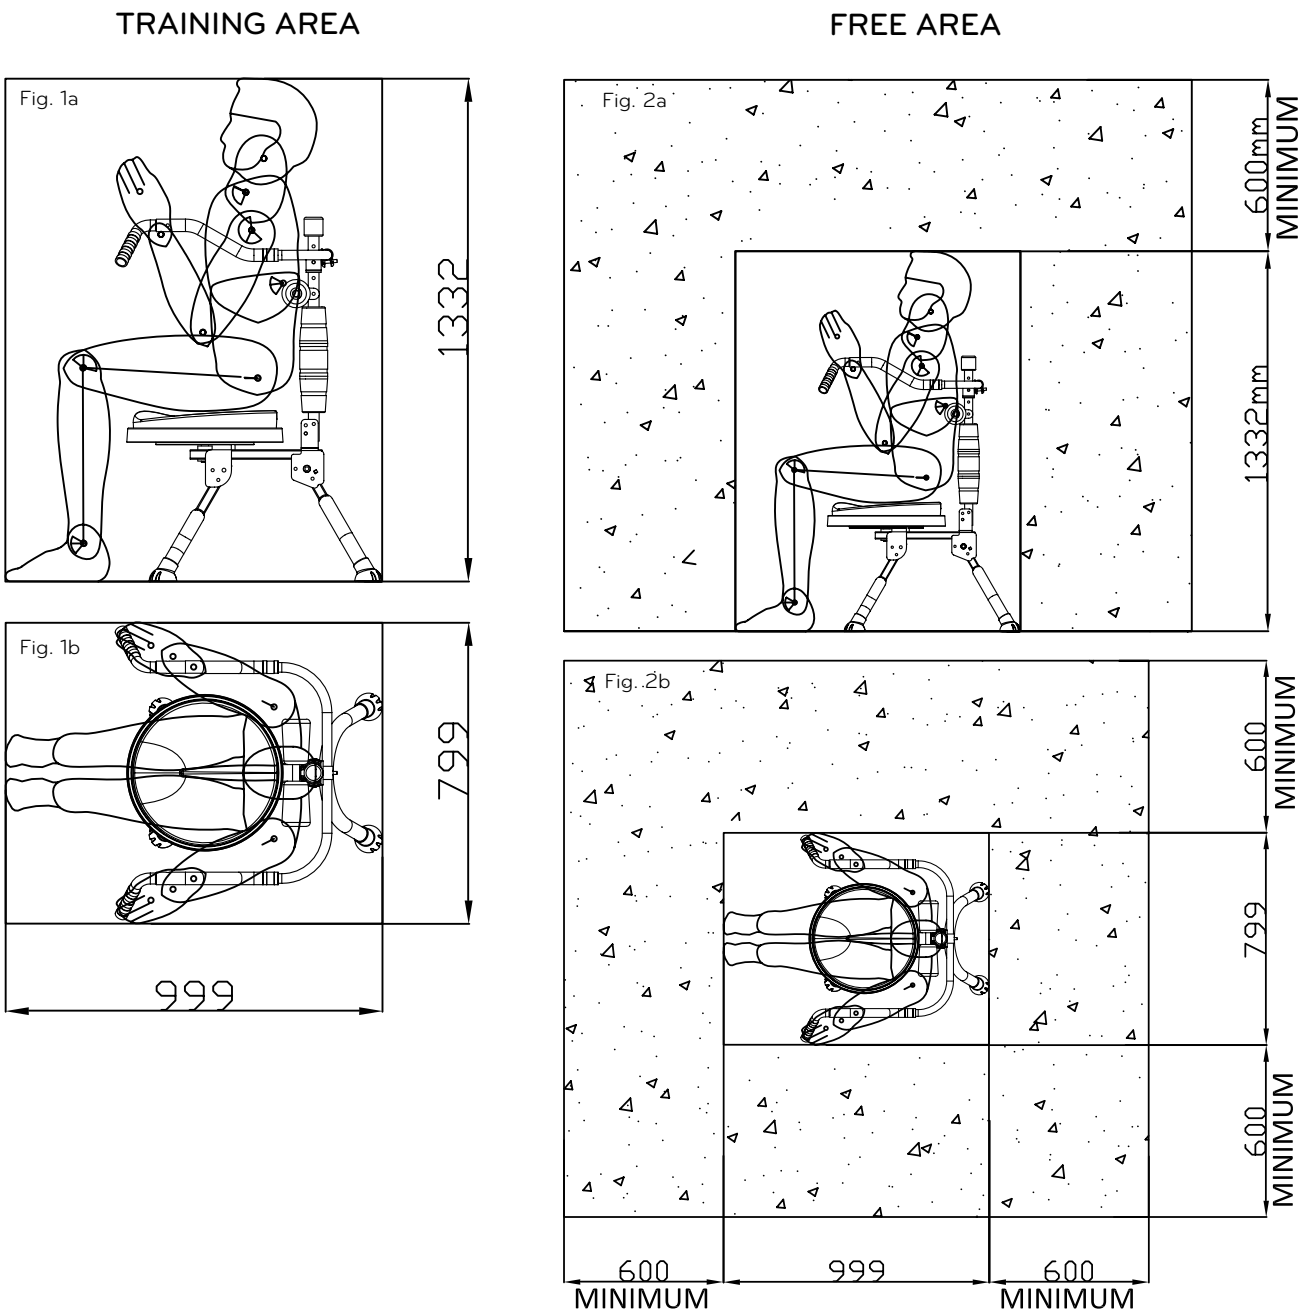 TRAINING AREA
Fig. 1a
1332
Fig. 1b
799
999
FREE AREA
Fig. 2a
600mm
MINIMUM
1332mm
Fig. 2b
600
MINIMUM
799
600
MINIMUM
600
MINIMUM
999
600
MINIMUM